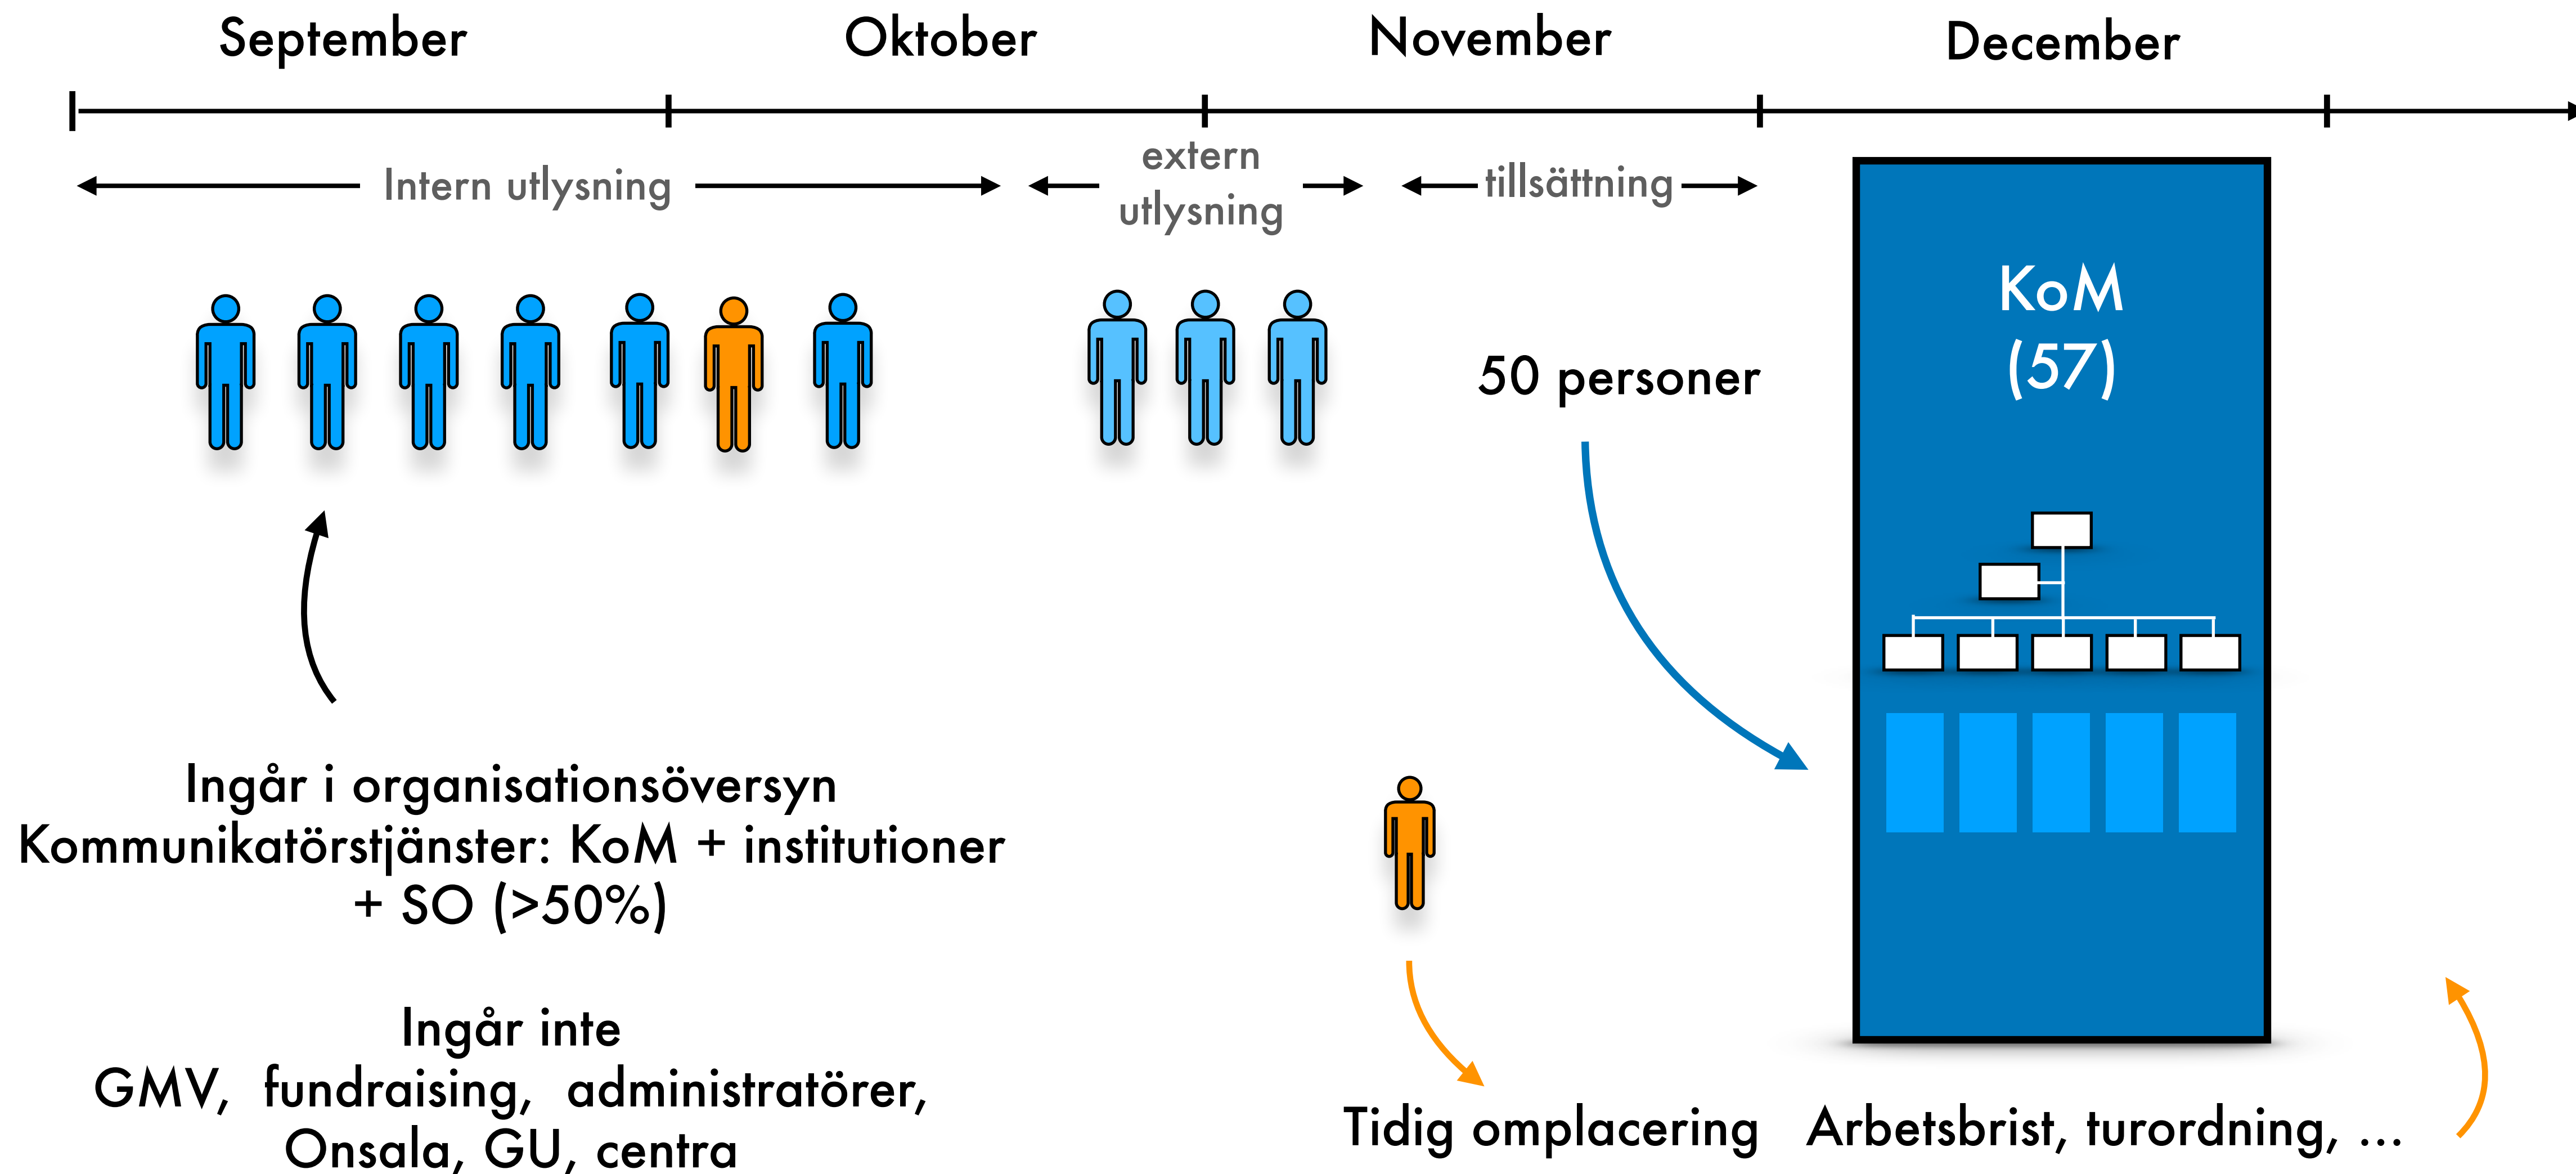 September
Oktober
November
December
Intern utlysning
extern
utlysning
tillsättning
KoM
(57)
50 personer
Ingår i organisationsöversyn
Kommunikatörstjänster: KoM + institutioner
+ SO (>50%)
Ingår inte
GMV, fundraising, administratörer,
Onsala, GU, centra
Tidig omplacering
Arbetsbrist, turordning, ...